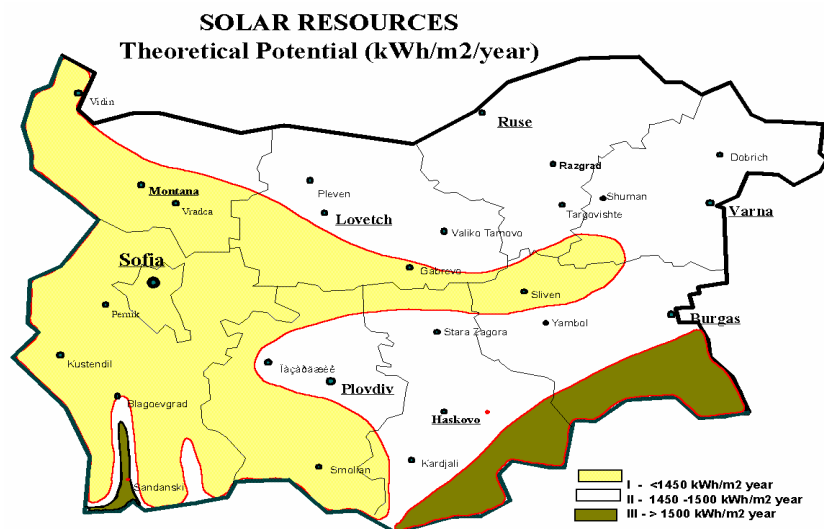 SOLAR RESOURCES
Theoretical Potential (kWh/m2/year)
Vidin
Ruse
Dobrich
Razgrad
Montana
Pleven
Vradca
Shuman
Targovishte
Varna
Lovetch
Valiko Tarnovo
Sofia
Gabrevo
Sliven
Pernik
Burgas
Yambol
Stara Zagora
Kustendil
Ïàçàðäæèê
Plovdiv
Blagoevgrad
Haskovo
Kardjali
Smolian
Sandanski
I - <1450 kWh/m2 year
II - 1450 -1500 kWh/m2 year
III - > 1500 kWh/m2 year